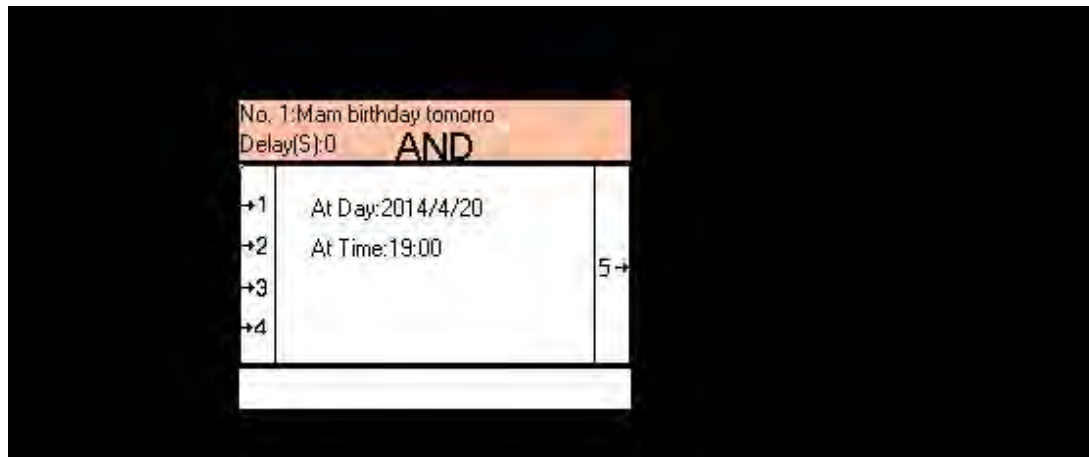 No. 1:Mam birthday tomorro
Delay(S):0 AND
→1 At Day:2014/4/20
→2 At Time:19:00
5→
→3
→4